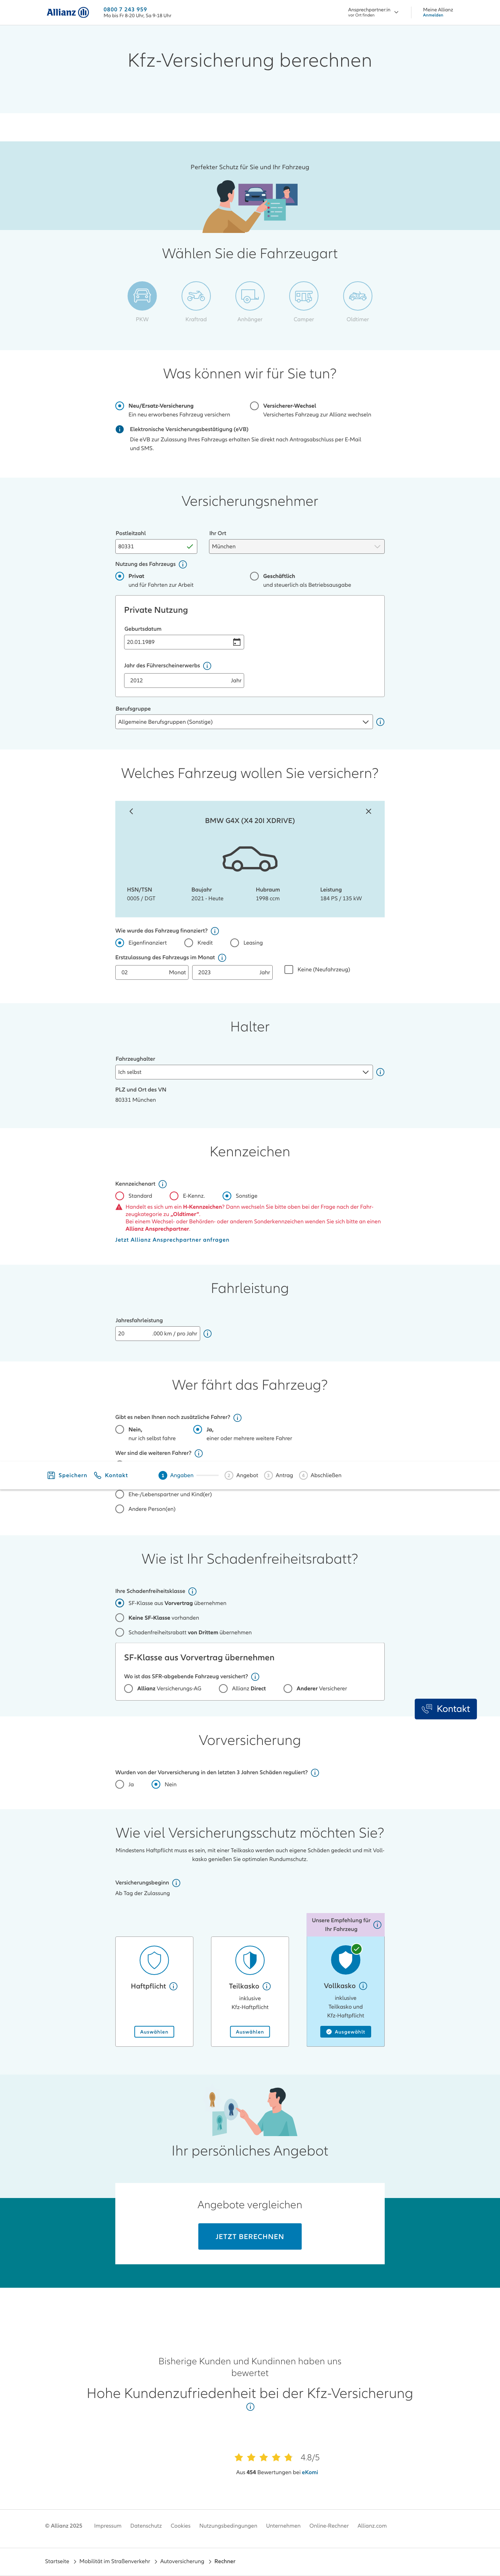 Allianz
0800 7 243 959
Mo bis Fr 8-20 Uhr, Sa 9-18 Uhr
Ansprechpartner:in
vor Ort finden
Meine Allianz
Anmelden
Kfz-Versicherung berechnen
Perfekter Schutz für Sie und Ihr Fahrzeug
Wählen Sie die Fahrzeugart
PKW
Kraftrad
Anhänger
Camper
Oldtimer
Was können wir für Sie tun?
Neu/Ersatz-Versicherung
Ein neu erworbenes Fahrzeug versichern
Versicherer-Wechsel
Versichertes Fahrzeug zur Allianz wechseln
Elektronische Versicherungsbestätigung (eVB)
Die eVB zur Zulassung Ihres Fahrzeugs erhalten Sie direkt nach Antragsabschluss per E-Mail
und SMS.
Versicherungsnehmer
Postleitzahl
Ihr Ort
80331
München
Nutzung des Fahrzeugs
Privat
und für Fahrten zur Arbeit
Geschäftlich
und steuerlich als Betriebsausgabe
Private Nutzung
Geburtsdatum
20.01.1989
Jahr des Führerscheinerwerbs
2012 Jahr
Berufsgruppe
Allgemeine Berufsgruppen (Sonstige)
Welches Fahrzeug wollen Sie versichern?
BMW G4X (X4 20I XDRIVE)
HSN/TSN
0005 / DGT
Baujahr
2021 - Heute
Hubraum
1998 ccm
Leistung
184 PS / 135 kW
Wie wurde das Fahrzeug finanziert?
Eigenfinanziert
Kredit
Leasing
Erstzulassung des Fahrzeugs im Monat
02 Monat
2023 Jahr
Keine (Neufahrzeug)
Halter
Fahrzeughalter
Ich selbst
PLZ und Ort des VN
80331 München
Kennzeichen
Kennzeichenart
Standard
E-Kennz.
Sonstige
Handelt es sich um ein H-Kennzeichen? Dann wechseln Sie bitte oben bei der Frage nach der Fahr-
zeugkategorie zu „Oldtimer“.
Bei einem Wechsel- oder Behörden- oder anderem Sonderkennzeichen wenden Sie sich bitte an einen
Allianz Ansprechpartner.
Jetzt Allianz Ansprechpartner anfragen
Fahrleistung
Jahresfahrleistung
20 .000 km / pro Jahr
Wer fährt das Fahrzeug?
Gibt es neben Ihnen noch zusätzliche Fahrer?
Nein,
nur ich selbst fahre
Ja,
einer oder mehrere weitere Fahrer
Wer sind die weiteren Fahrer?
Speichern
Kontakt
1 Angaben
2 Angebot
3 Antrag
4 Abschließen
Ehe-/Lebenspartner und Kind(er)
Andere Person(en)
Wie ist Ihr Schadenfreiheitsrabatt?
Ihre Schadenfreiheitsklasse
SF-Klasse aus Vorvertrag übernehmen
Keine SF-Klasse vorhanden
Schadenfreiheitsrabatt von Drittem übernehmen
SF-Klasse aus Vorvertrag übernehmen
Wo ist das SFR-abgebende Fahrzeug versichert?
Allianz Versicherungs-AG
Allianz Direct
Anderer Versicherer
Kontakt
Vorversicherung
Wurden von der Vorversicherung in den letzten 3 Jahren Schäden reguliert?
Ja
Nein
Wie viel Versicherungsschutz möchten Sie?
Mindestens Haftpflicht muss es sein, mit einer Teilkasko werden auch eigene Schäden gedeckt und mit Voll-
kasko genießen Sie optimalen Rundumschutz.
Versicherungsbeginn
Ab Tag der Zulassung
Unsere Empfehlung für
Ihr Fahrzeug
Haftpflicht
Auswählen
Teilkasko
inklusive
Kfz-Haftpflicht
Auswählen
Vollkasko
inklusive
Teilkasko und
Kfz-Haftpflicht
Ausgewählt
Ihr persönliches Angebot
Angebote vergleichen
JETZT BERECHNEN
Bisherige Kunden und Kundinnen haben uns
bewertet
Hohe Kundenzufriedenheit bei der Kfz-Versicherung
4.8/5
Aus 454 Bewertungen bei eKomi
© Allianz 2025
Impressum
Datenschutz
Cookies
Nutzungsbedingungen
Unternehmen
Online-Rechner
Allianz.com
Startseite > Mobilität im Straßenverkehr > Autoversicherung > Rechner